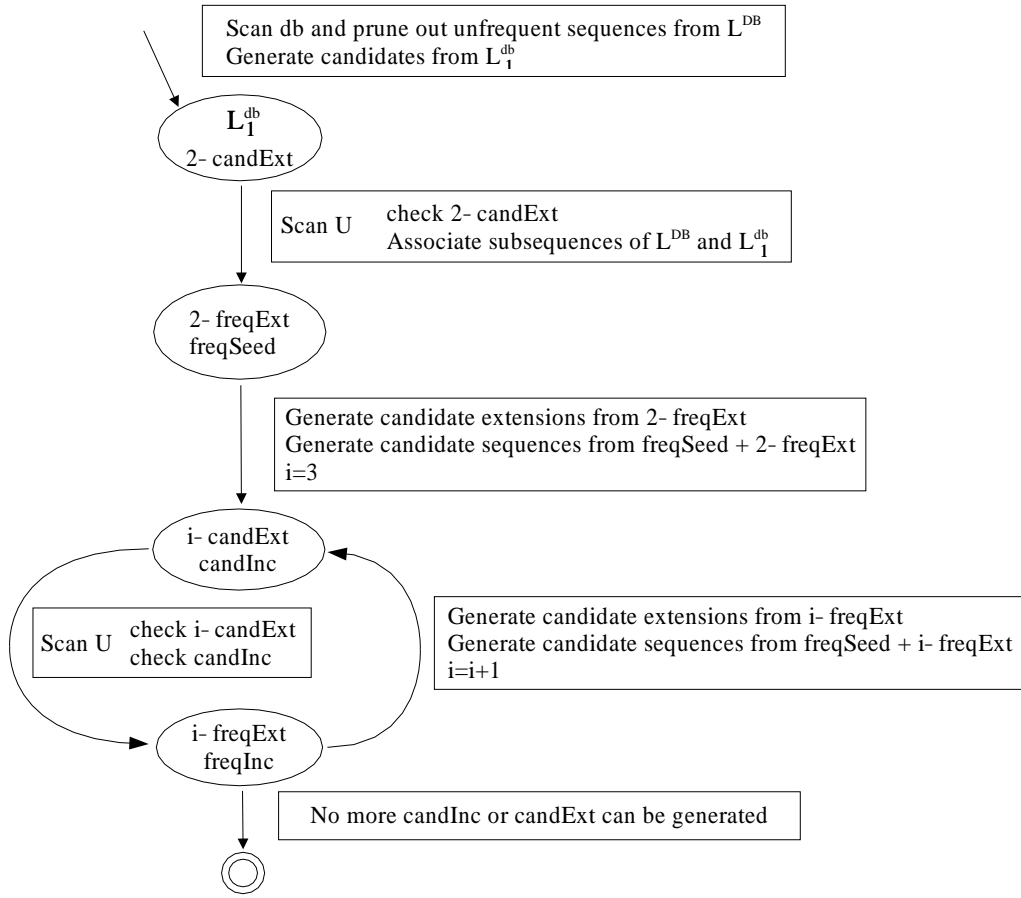 Scan db and prune out unfrequent sequences from L^DB
Generate candidates from L_1^db
L_1^db
2- candExt
Scan U check 2- candExt
Associate subsequences of L^DB and L_1^db
2- freqExt
freqSeed
Generate candidate extensions from 2- freqExt
Generate candidate sequences from freqSeed + 2- freqExt
i=3
i- candExt
candInc
Scan U check i- candExt
check candInc
Generate candidate extensions from i- freqExt
Generate candidate sequences from freqSeed + i- freqExt
i=i+1
i- freqExt
freqInc
No more candInc or candExt can be generated